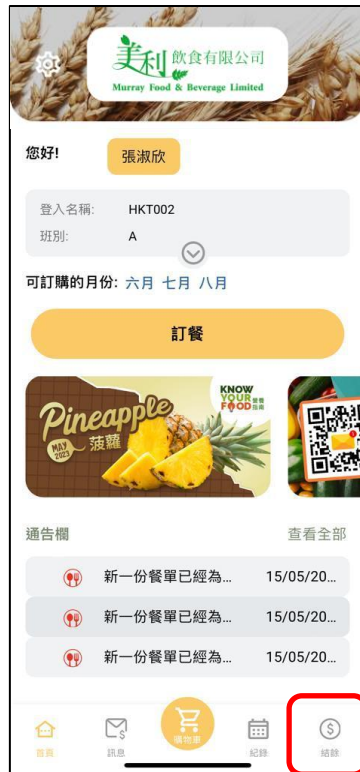 美利 飲食有限公司
Murray Food & Beverage Limited
您好! 張淑欣
登入名稱: HKT002
班別: A
可訂購的月份: 六月 七月 八月
訂餐
Pineapple
菠蘿
MAY 2023
KNOW YOUR FOOD 營養指南
通告欄 查看全部
新一份餐單已經為... 15/05/20...
新一份餐單已經為... 15/05/20...
新一份餐單已經為... 15/05/20...
首頁 訊息 購物車 紀錄 結餘